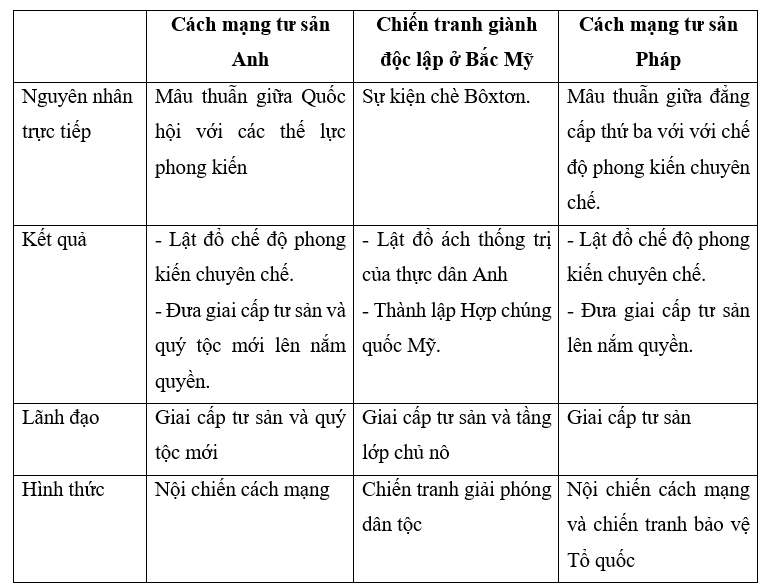 Cách mạng tư sản
Anh
Chiến tranh giành
độc lập ở Bắc Mỹ
Cách mạng tư sản
Pháp
Nguyên nhân
trực tiếp
Mâu thuẫn giữa Quốc
hội với các thế lực
phong kiến
Sự kiện chè Bôxtơn.
Mâu thuẫn giữa đẳng
cấp thứ ba với với chế
độ phong kiến chuyên
chế.
Kết quả
- Lật đổ chế độ phong
kiến chuyên chế.
- Đưa giai cấp tư sản và
quý tộc mới lên nắm
quyền.
- Lật đổ ách thống trị
của thực dân Anh
- Thành lập Hợp chúng
quốc Mỹ.
- Lật đổ chế độ phong
kiến chuyên chế.
- Đưa giai cấp tư sản
lên nắm quyền.
Lãnh đạo
Giai cấp tư sản và quý
tộc mới
Giai cấp tư sản và tầng
lớp chủ nô
Giai cấp tư sản
Hình thức
Nội chiến cách mạng
Chiến tranh giải phóng
dân tộc
Nội chiến cách mạng
và chiến tranh bảo vệ
Tổ quốc